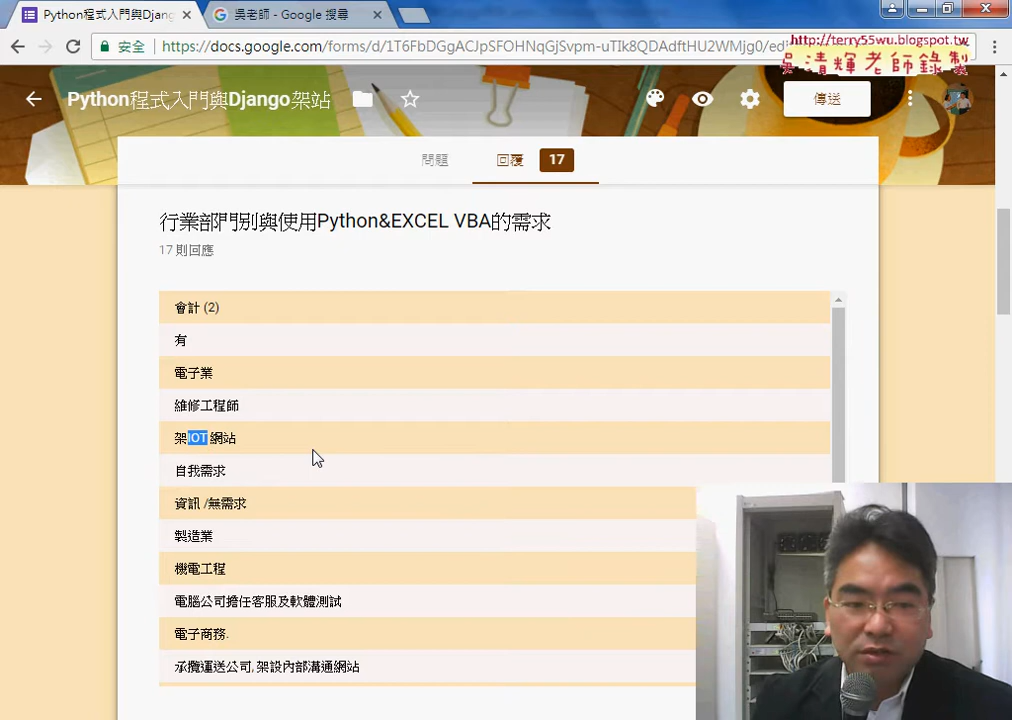 Python程式入門與Djang
吳老師 - Google 搜尋
安全
https://docs.google.com/forms/d/1T6FbDGgACJpSFOHNqGjSvpm-uTIk8QDAdftHU2WMjg0/ed
http://terry55wu.blogspot.tw
吳清輝老師錄製
Python程式入門與Django架站
傳送
問題
回覆
17
行業部門別與使用Python&EXCEL VBA的需求
17 則回應
會計 (2)
有
電子業
維修工程師
架IOT 網站
自我需求
資訊 /無需求
製造業
機電工程
電腦公司擔任客服及軟體測試
電子商務.
承攬運送公司, 架設內部溝通網站